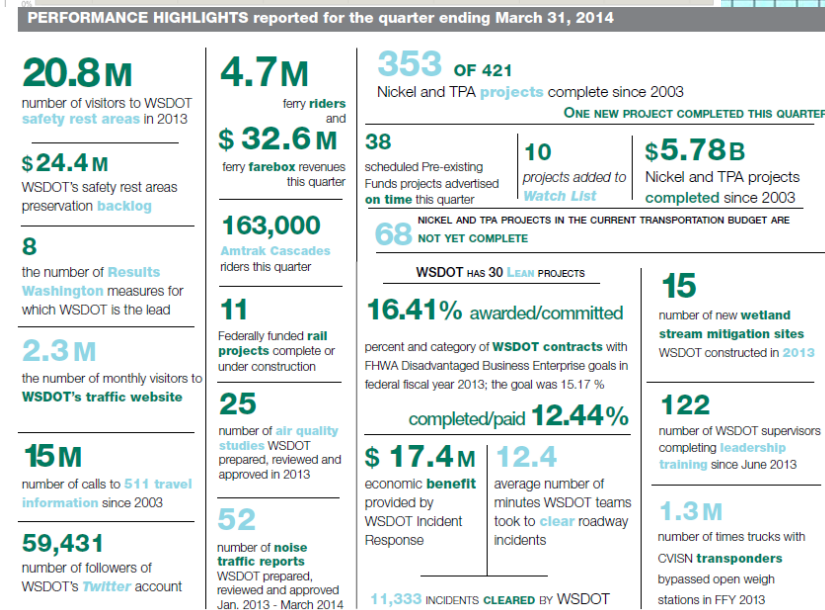 PERFORMANCE HIGHLIGHTS reported for the quarter ending March 31, 2014
20.8 M
number of visitors to WSDOT
safety rest areas in 2013
$24.4 M
WSDOT's safety rest areas
preservation backlog
8
the number of Results
Washington measures for
which WSDOT is the lead
2.3 M
the number of monthly visitors to
WSDOT's traffic website
15 M
number of calls to 511 travel
information since 2003
59,431
number of followers of
WSDOT's Twitter account
4.7 M
ferry riders
and
$ 32.6 M
ferry farebox revenues
this quarter
163,000
Amtrak Cascades
riders this quarter
11
Federally funded rail
projects complete or
under construction
25
number of air quality
studies WSDOT
prepared, reviewed and
approved in 2013
52
number of noise
traffic reports
WSDOT prepared,
reviewed and approved
Jan. 2013 - March 2014
353 OF 421
Nickel and TPA projects complete since 2003
ONE NEW PROJECT COMPLETED THIS QUARTER
38
scheduled Pre-existing
Funds projects advertised
on time this quarter
10
projects added to
Watch List
$5.78B
Nickel and TPA projects
completed since 2003
68 NICKEL AND TPA PROJECTS IN THE CURRENT TRANSPORTATION BUDGET ARE
NOT YET COMPLETE
WSDOT HAS 30 LEAN PROJECTS
16.41% awarded/committed
percent and category of WSDOT contracts with
FHWA Disadvantaged Business Enterprise goals in
federal fiscal year 2013; the goal was 15.17 %
completed/paid 12.44%
$ 17.4 M
economic benefit
provided by
WSDOT Incident
Response
12.4
average number of
minutes WSDOT teams
took to clear roadway
incidents
11,333 INCIDENTS CLEARED BY WSDOT
15
number of new wetland
stream mitigation sites
WSDOT constructed in 2013
122
number of WSDOT supervisors
completing leadership
training since June 2013
1.3 M
number of times trucks with
CVISN transponders
bypassed open weigh
stations in FFY 2013